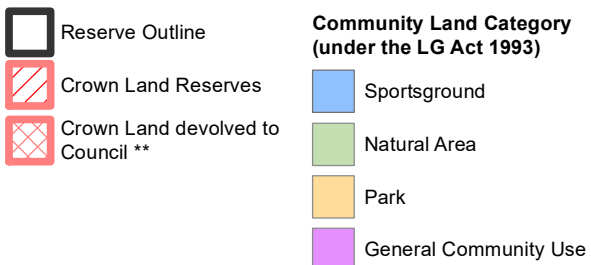 Reserve Outline
Crown Land Reserves
Crown Land devolved to
Council **
Community Land Category
(under the LG Act 1993)
Sportsground
Natural Area
Park
General Community Use